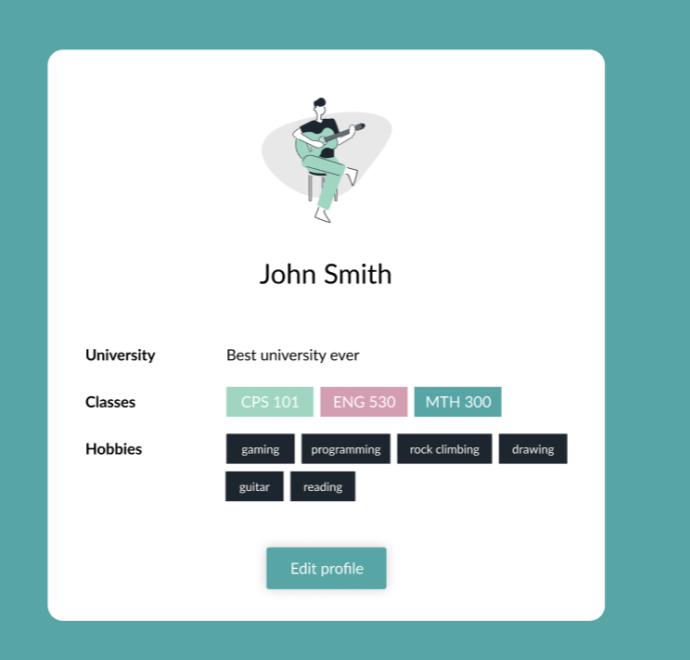 John Smith
University Best university ever
Classes CPS 101 ENG 530 MTH 300
Hobbies gaming programming rock climbing drawing
guitar reading
Edit profile